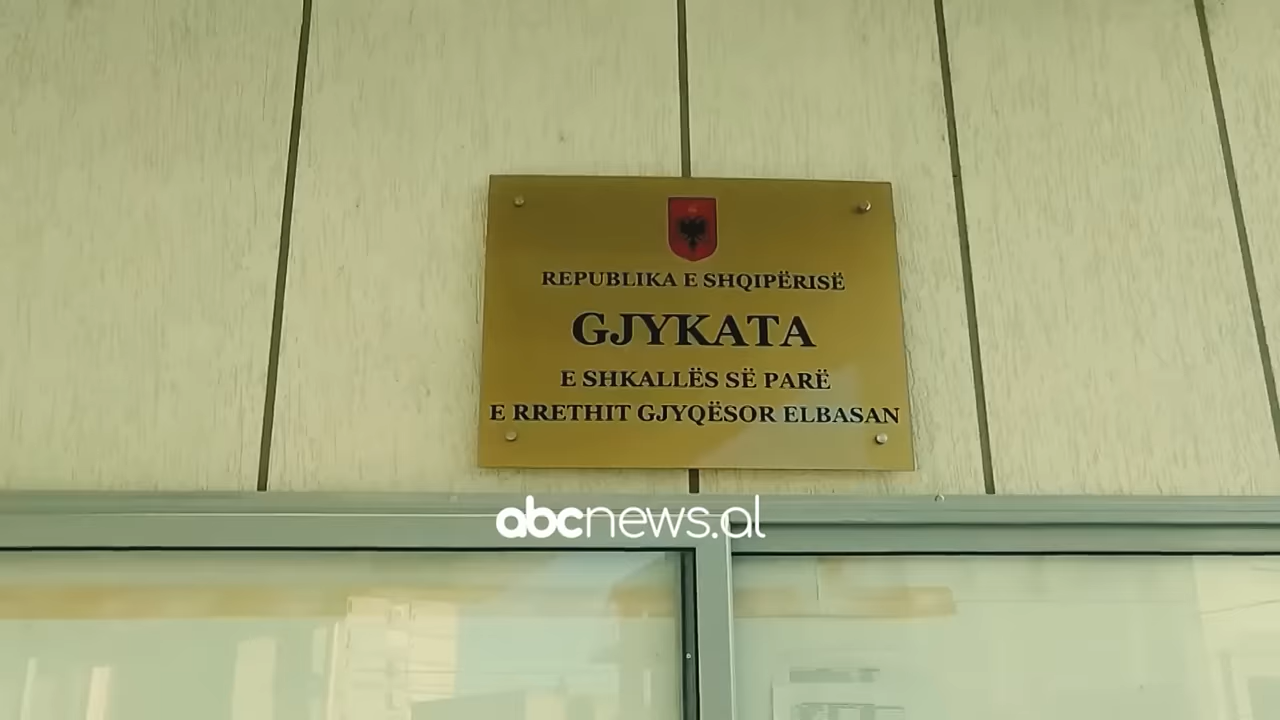 REPUBLIKA E SHQIPËRISË
GJYKATA
E SHKALLËS SË PARË
E RRETHIT GJYQËSOR ELBASAN
abcnews.al